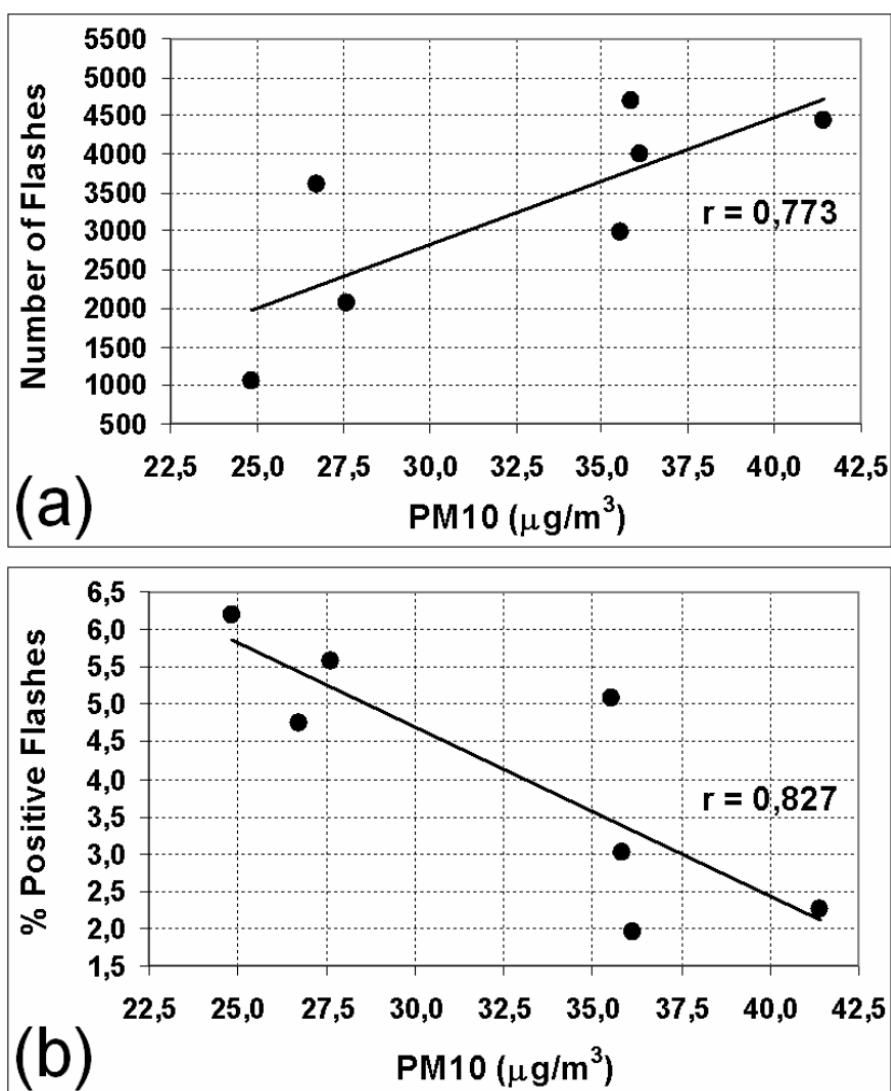 5500
5000
4500
4000
3500
3000
2500
2000
1500
1000
500
Number of Flashes
r = 0,773
22,5 25,0 27,5 30,0 32,5 35,0 37,5 40,0 42,5
PM10 (μg/m³)
(a)
6,5
6,0
5,5
5,0
4,5
4,0
3,5
3,0
2,5
2,0
1,5
% Positive Flashes
r = 0,827
22,5 25,0 27,5 30,0 32,5 35,0 37,5 40,0 42,5
PM10 (μg/m³)
(b)